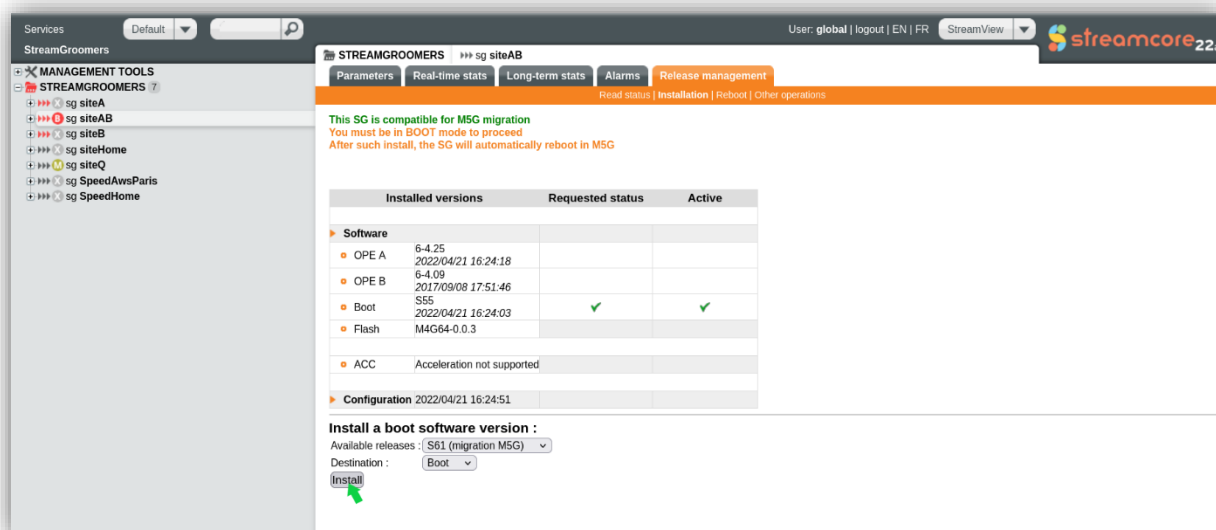 Services Default User: global | logout | EN | FR StreamView streamcore22.
StreamGroomers
STREAMGROOMERS sg siteAB
MANAGEMENT TOOLS
STREAMGROOMERS 7
X sg siteA
B sg siteAB
X sg siteB
X sg siteHome
M sg siteQ
X sg SpeedAwsParis
X sg SpeedHome
Parameters Real-time stats Long-term stats Alarms Release management
Read status | Installation | Reboot | Other operations
This SG is compatible for M5G migration
You must be in BOOT mode to proceed
After such install, the SG will automatically reboot in M5G
Installed versions Requested status Active
Software
OPE A 6-4.25
2022/04/21 16:24:18
OPE B 6-4.09
2017/09/08 17:51:46
Boot S55
2022/04/21 16:24:03
Flash M4G64-0.0.3
ACC Acceleration not supported
Configuration 2022/04/21 16:24:51
Install a boot software version :
Available releases : S61 (migration M5G)
Destination : Boot
Install